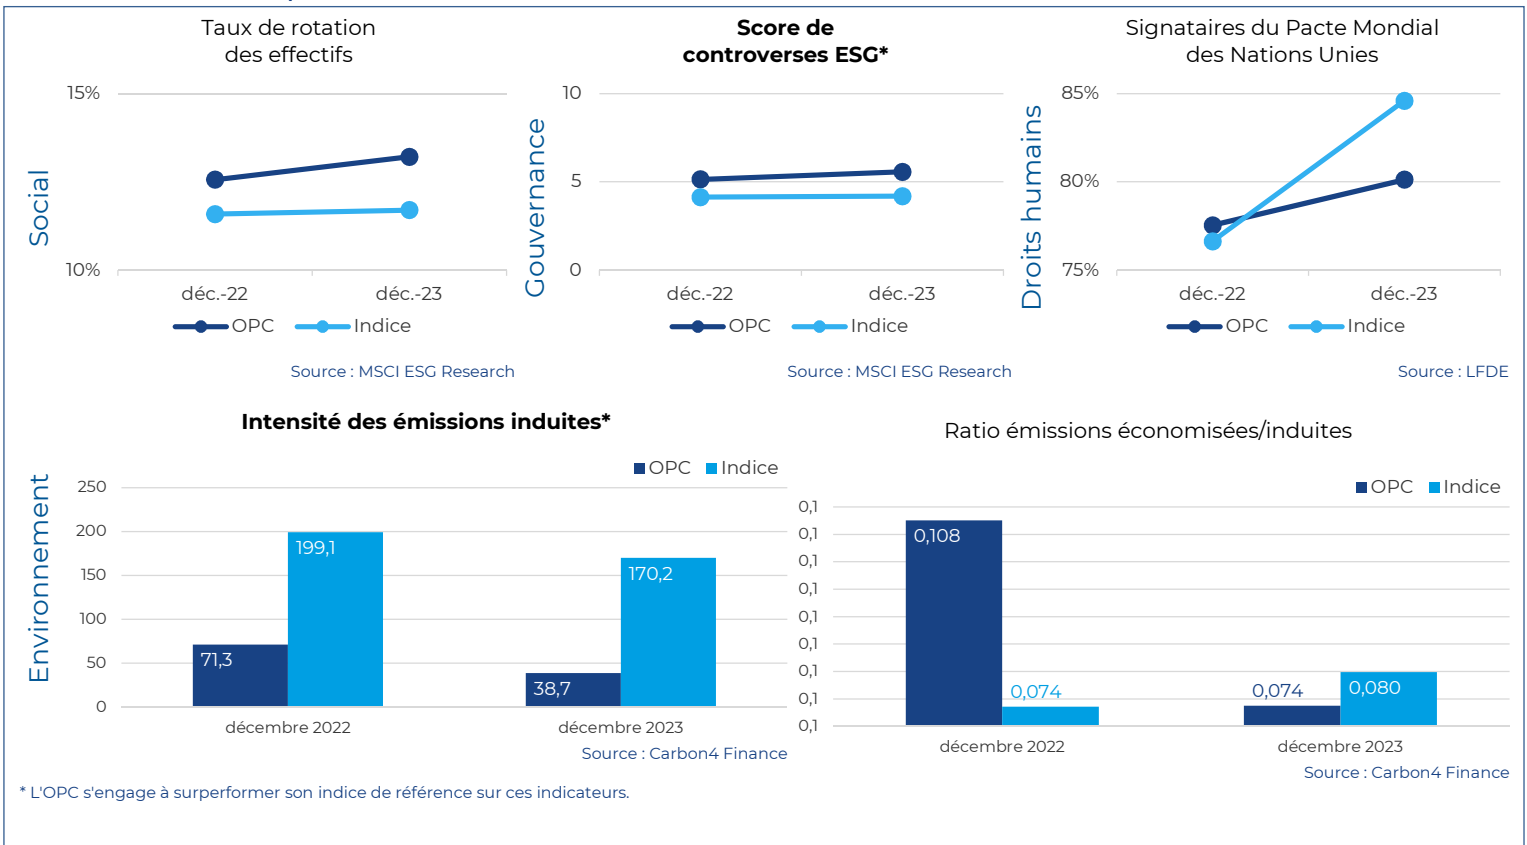 Taux de rotation
des effectifs
15%
10%
Social
déc.-22
déc.-23
OPC
Indice
Source : MSCI ESG Research
Score de
controverses ESG*
10
5
0
Gouvernance
déc.-22
déc.-23
OPC
Indice
Source : MSCI ESG Research
Signataires du Pacte Mondial
des Nations Unies
85%
80%
75%
Droits humains
déc.-22
déc.-23
OPC
Indice
Source : LFDE
Intensité des émissions induites*
OPC Indice
Environnement
250
200
150
100
50
0
199,1
170,2
71,3
38,7
décembre 2022
décembre 2023
Source : Carbon4 Finance
Ratio émissions économisées/induites
OPC Indice
0,1
0,1
0,1
0,1
0,1
0,1
0,1
0,1
0,1
0,108
0,074
0,074
0,080
décembre 2022
décembre 2023
Source : Carbon4 Finance
* L'OPC s'engage à surperformer son indice de référence sur ces indicateurs.